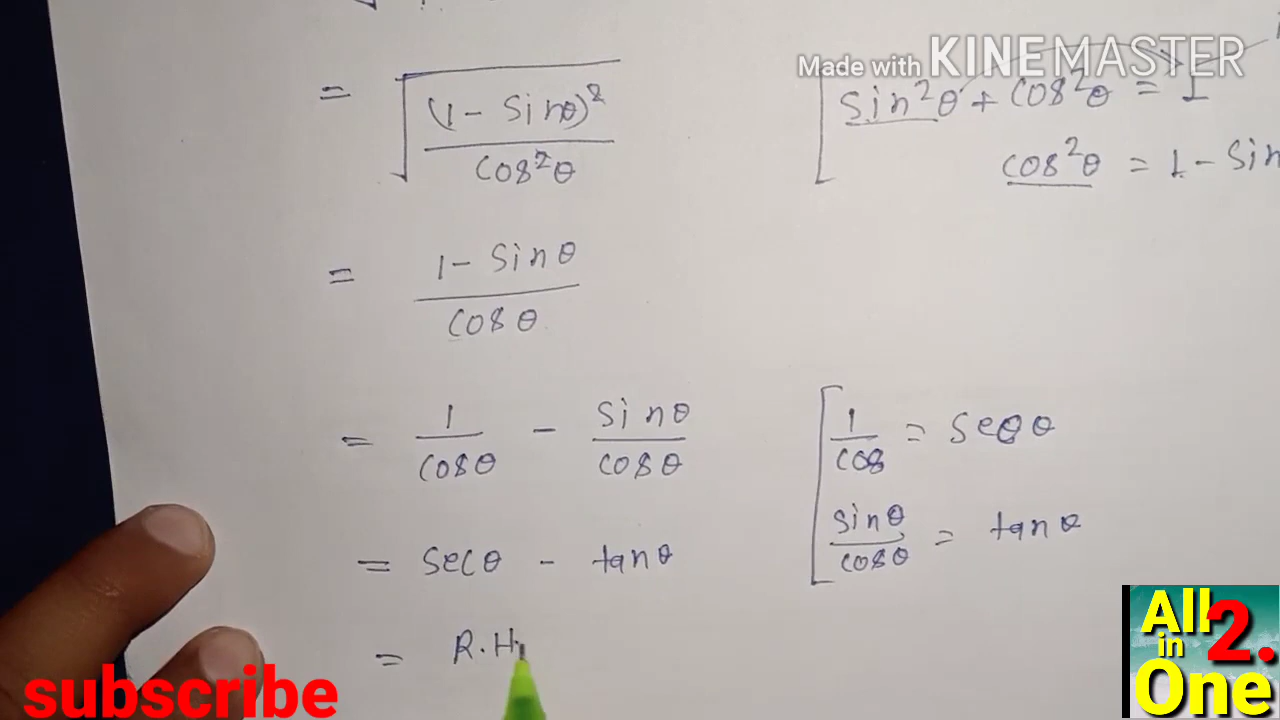 Made with KINEMASTER
= √(1 - Sinθ)² / Cos²θ
[Sin²θ + Cos²θ = 1
Cos²θ = 1 - Sin
= 1 - Sinθ / Cosθ
= 1/Cosθ - Sinθ/Cosθ
[1/Cos = Secθ
Sinθ/Cosθ = tanθ
= Secθ - tanθ
= R.H
subscribe
All in One 2.